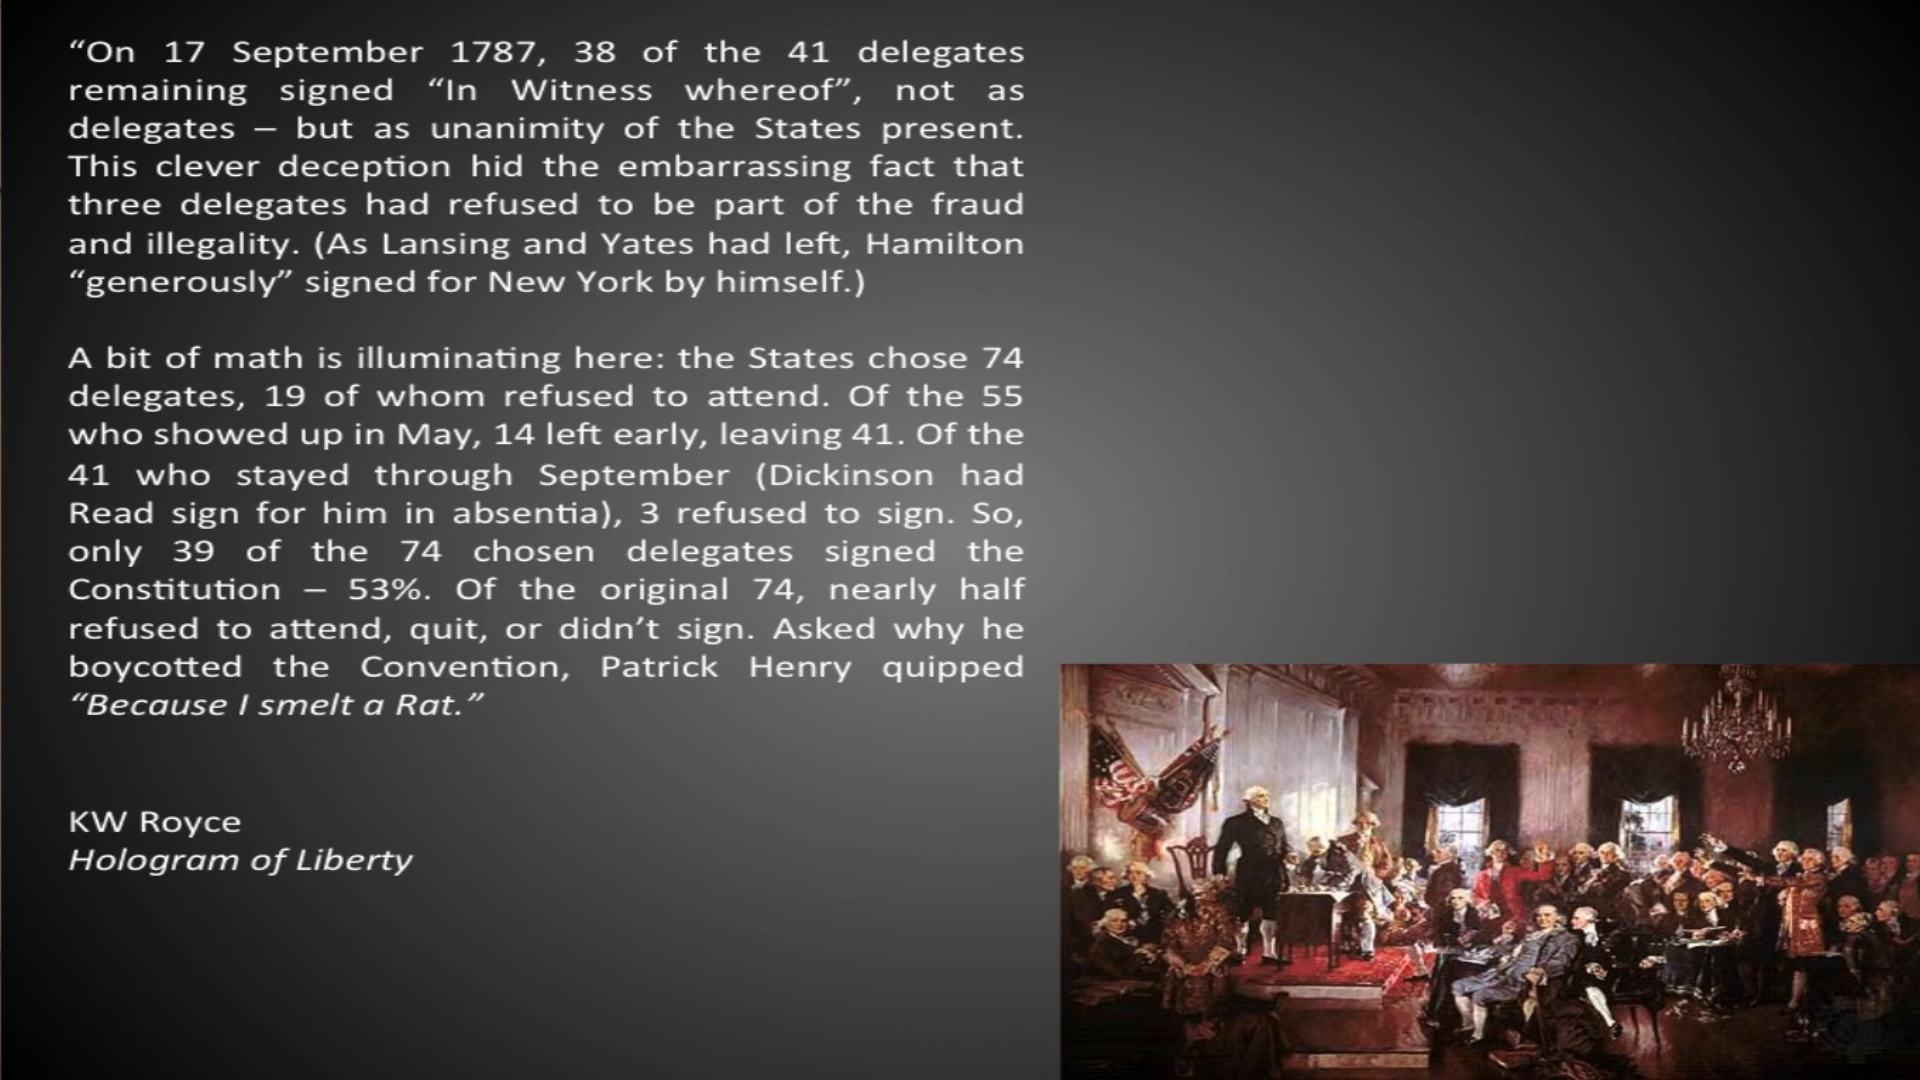 “On 17 September 1787, 38 of the 41 delegates
remaining signed “In Witness whereof”, not as
delegates – but as unanimity of the States present.
This clever deception hid the embarrassing fact that
three delegates had refused to be part of the fraud
and illegality. (As Lansing and Yates had left, Hamilton
“generously” signed for New York by himself.)
A bit of math is illuminating here: the States chose 74
delegates, 19 of whom refused to attend. Of the 55
who showed up in May, 14 left early, leaving 41. Of the
41 who stayed through September (Dickinson had
Read sign for him in absentia), 3 refused to sign. So,
only 39 of the 74 chosen delegates signed the
Constitution – 53%. Of the original 74, nearly half
refused to attend, quit, or didn’t sign. Asked why he
boycotted the Convention, Patrick Henry quipped
“Because I smelt a Rat.”
KW Royce
Hologram of Liberty